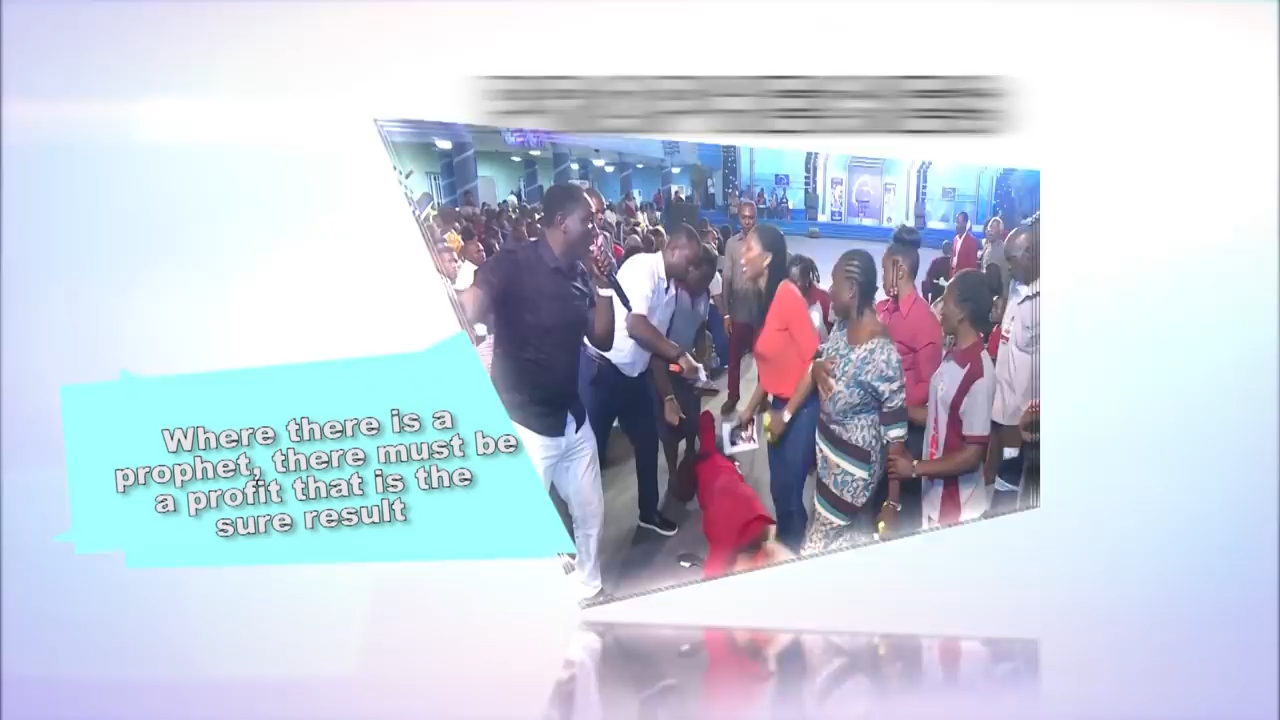 Where there is a
prophet, there must be
a profit that is the
sure result